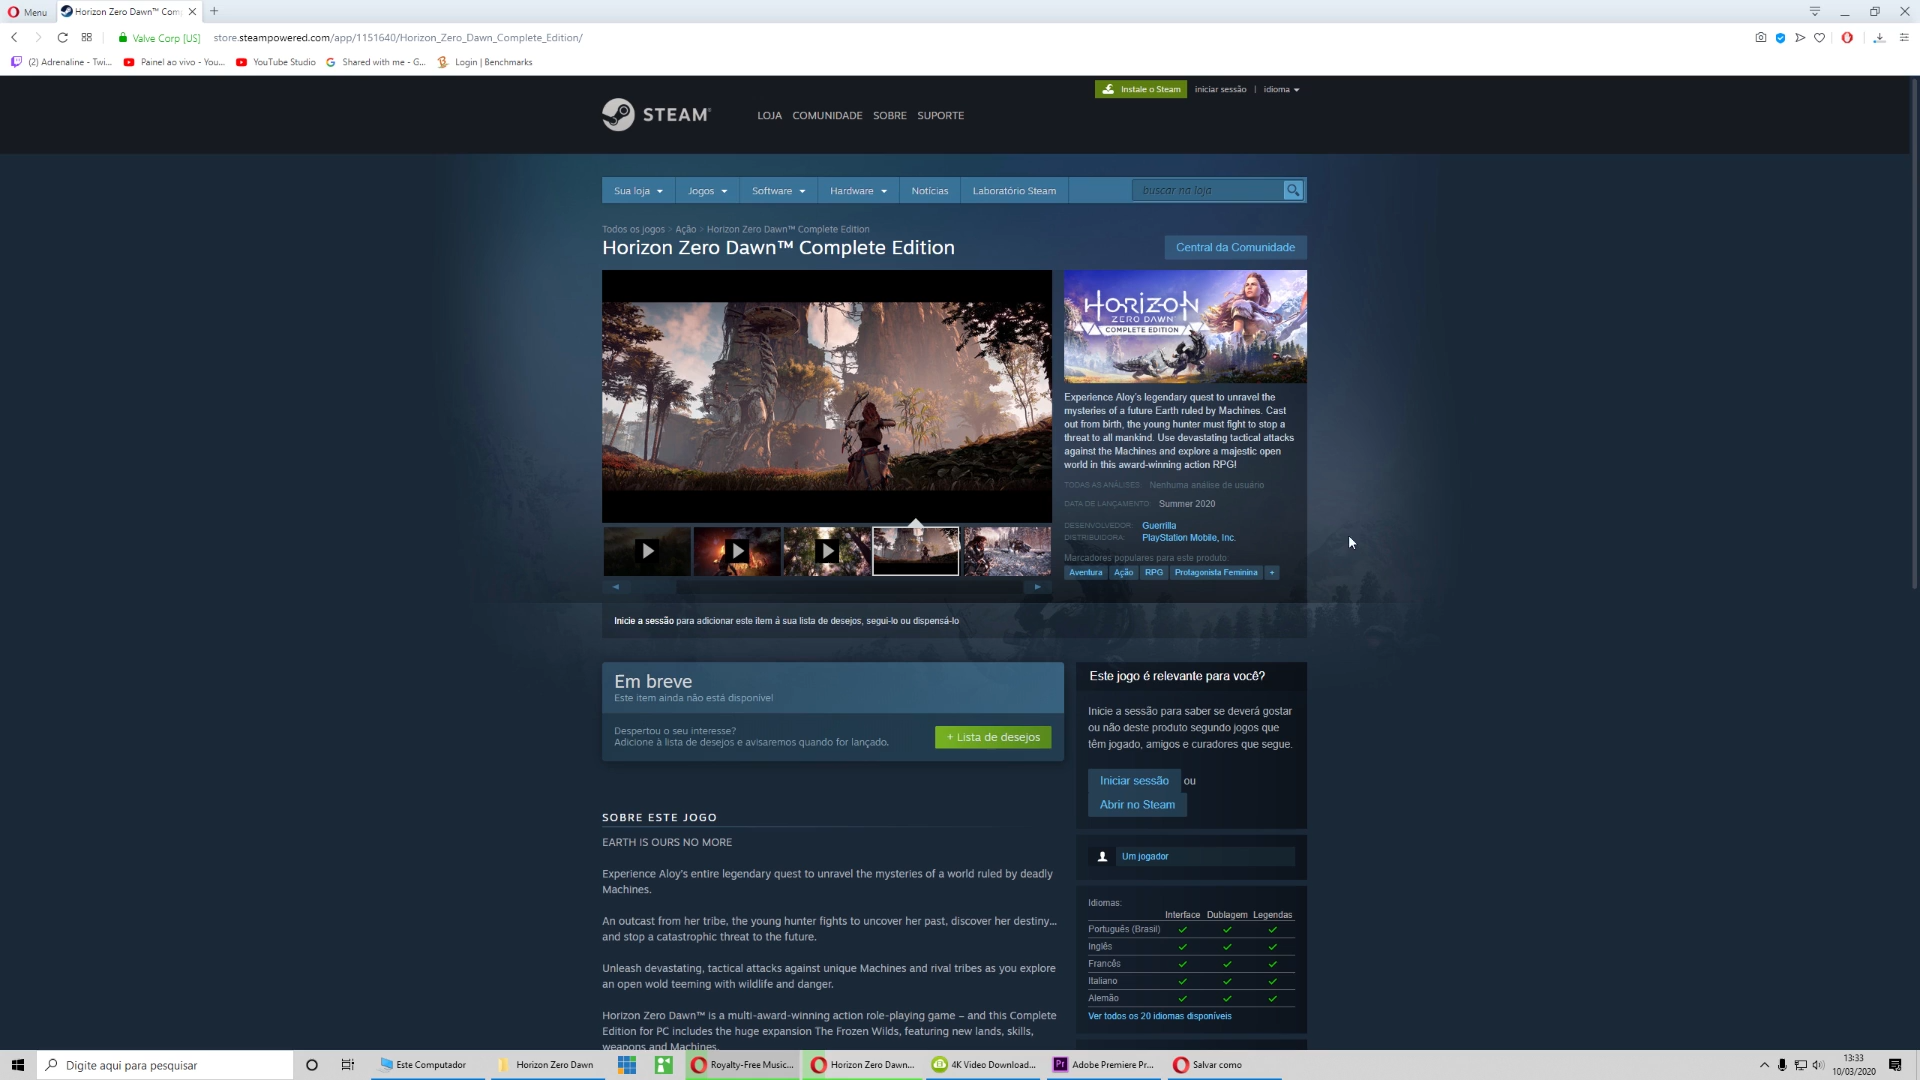 Menu
Horizon Zero Dawn™ Com
Valve Corp [US]
store.steampowered.com/app/1151640/Horizon_Zero_Dawn_Complete_Edition/
(2) Adrenaline - Twi...
Painel ao vivo - You...
YouTube Studio
Shared with me - G...
Login | Benchmarks
Instale o Steam
iniciar sessão | idioma
STEAM
LOJA COMUNIDADE SOBRE SUPORTE
Sua loja
Jogos
Software
Hardware
Notícias
Laboratório Steam
buscar na loja
Todos os jogos > Ação > Horizon Zero Dawn™ Complete Edition
Horizon Zero Dawn™ Complete Edition
Central da Comunidade
HORIZON
ZERO DAWN
COMPLETE EDITION
Experience Aloy's legendary quest to unravel the
mysteries of a future Earth ruled by Machines. Cast
out from birth, the young hunter must fight to stop a
threat to all mankind. Use devastating tactical attacks
against the Machines and explore a majestic open
world in this award-winning action RPG!
TODAS AS ANÁLISES: Nenhuma análise de usuário
DATA DE LANÇAMENTO: Summer 2020
DESENVOLVEDOR: Guerrilla
DISTRIBUIDORA: PlayStation Mobile, Inc.
Marcadores populares para este produto:
Aventura Ação RPG Protagonista Feminina +
Inicie a sessão para adicionar este item à sua lista de desejos, segui-lo ou dispensá-lo
Em breve
Este item ainda não está disponível
Despertou o seu interesse?
Adicione à lista de desejos e avisaremos quando for lançado.
+ Lista de desejos
Este jogo é relevante para você?
Inicie a sessão para saber se deverá gostar
ou não deste produto segundo jogos que
têm jogado, amigos e curadores que segue.
Iniciar sessão ou
Abrir no Steam
SOBRE ESTE JOGO
EARTH IS OURS NO MORE
Experience Aloy's entire legendary quest to unravel the mysteries of a world ruled by deadly
Machines.
An outcast from her tribe, the young hunter fights to uncover her past, discover her destiny...
and stop a catastrophic threat to the future.
Unleash devastating, tactical attacks against unique Machines and rival tribes as you explore
an open wold teeming with wildlife and danger.
Horizon Zero Dawn™ is a multi-award-winning action role-playing game – and this Complete
Edition for PC includes the huge expansion The Frozen Wilds, featuring new lands, skills,
weapons and Machines.
Um jogador
Idiomas:
Interface Dublagem Legendas
Português (Brasil)
Inglês
Francês
Italiano
Alemão
Ver todos os 20 idiomas disponíveis
Digite aqui para pesquisar
Este Computador
Horizon Zero Dawn
Royalty-Free Music...
Horizon Zero Dawn...
4K Video Download...
Adobe Premiere Pr...
Salvar como
13:33
10/03/2020